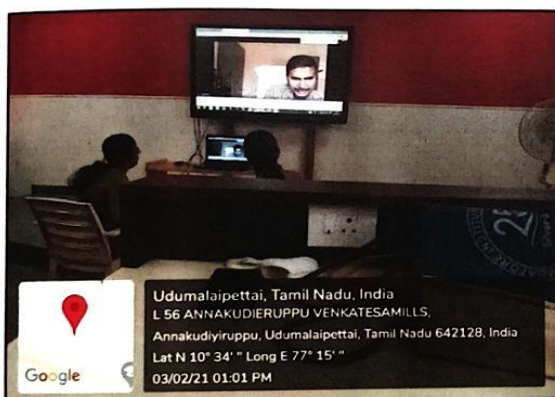 Udumalaipettai, Tamil Nadu, India
L 56 ANNAKUDIERUPPU VENKATESAMILLS,
Annakudiyiruppu, Udumalaipettai, Tamil Nadu 642128, India
Lat N 10° 34' " Long E 77° 15' "
03/02/21 01:01 PM
Google
25